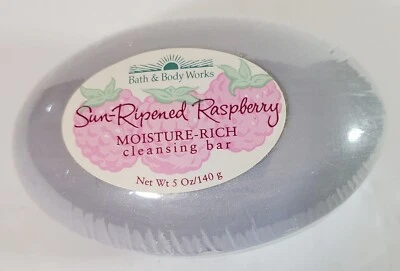 Bath & Body Works
Sun-Ripened Raspberry
MOISTURE-RICH
cleansing bar
Net Wt 5 Oz/140 g